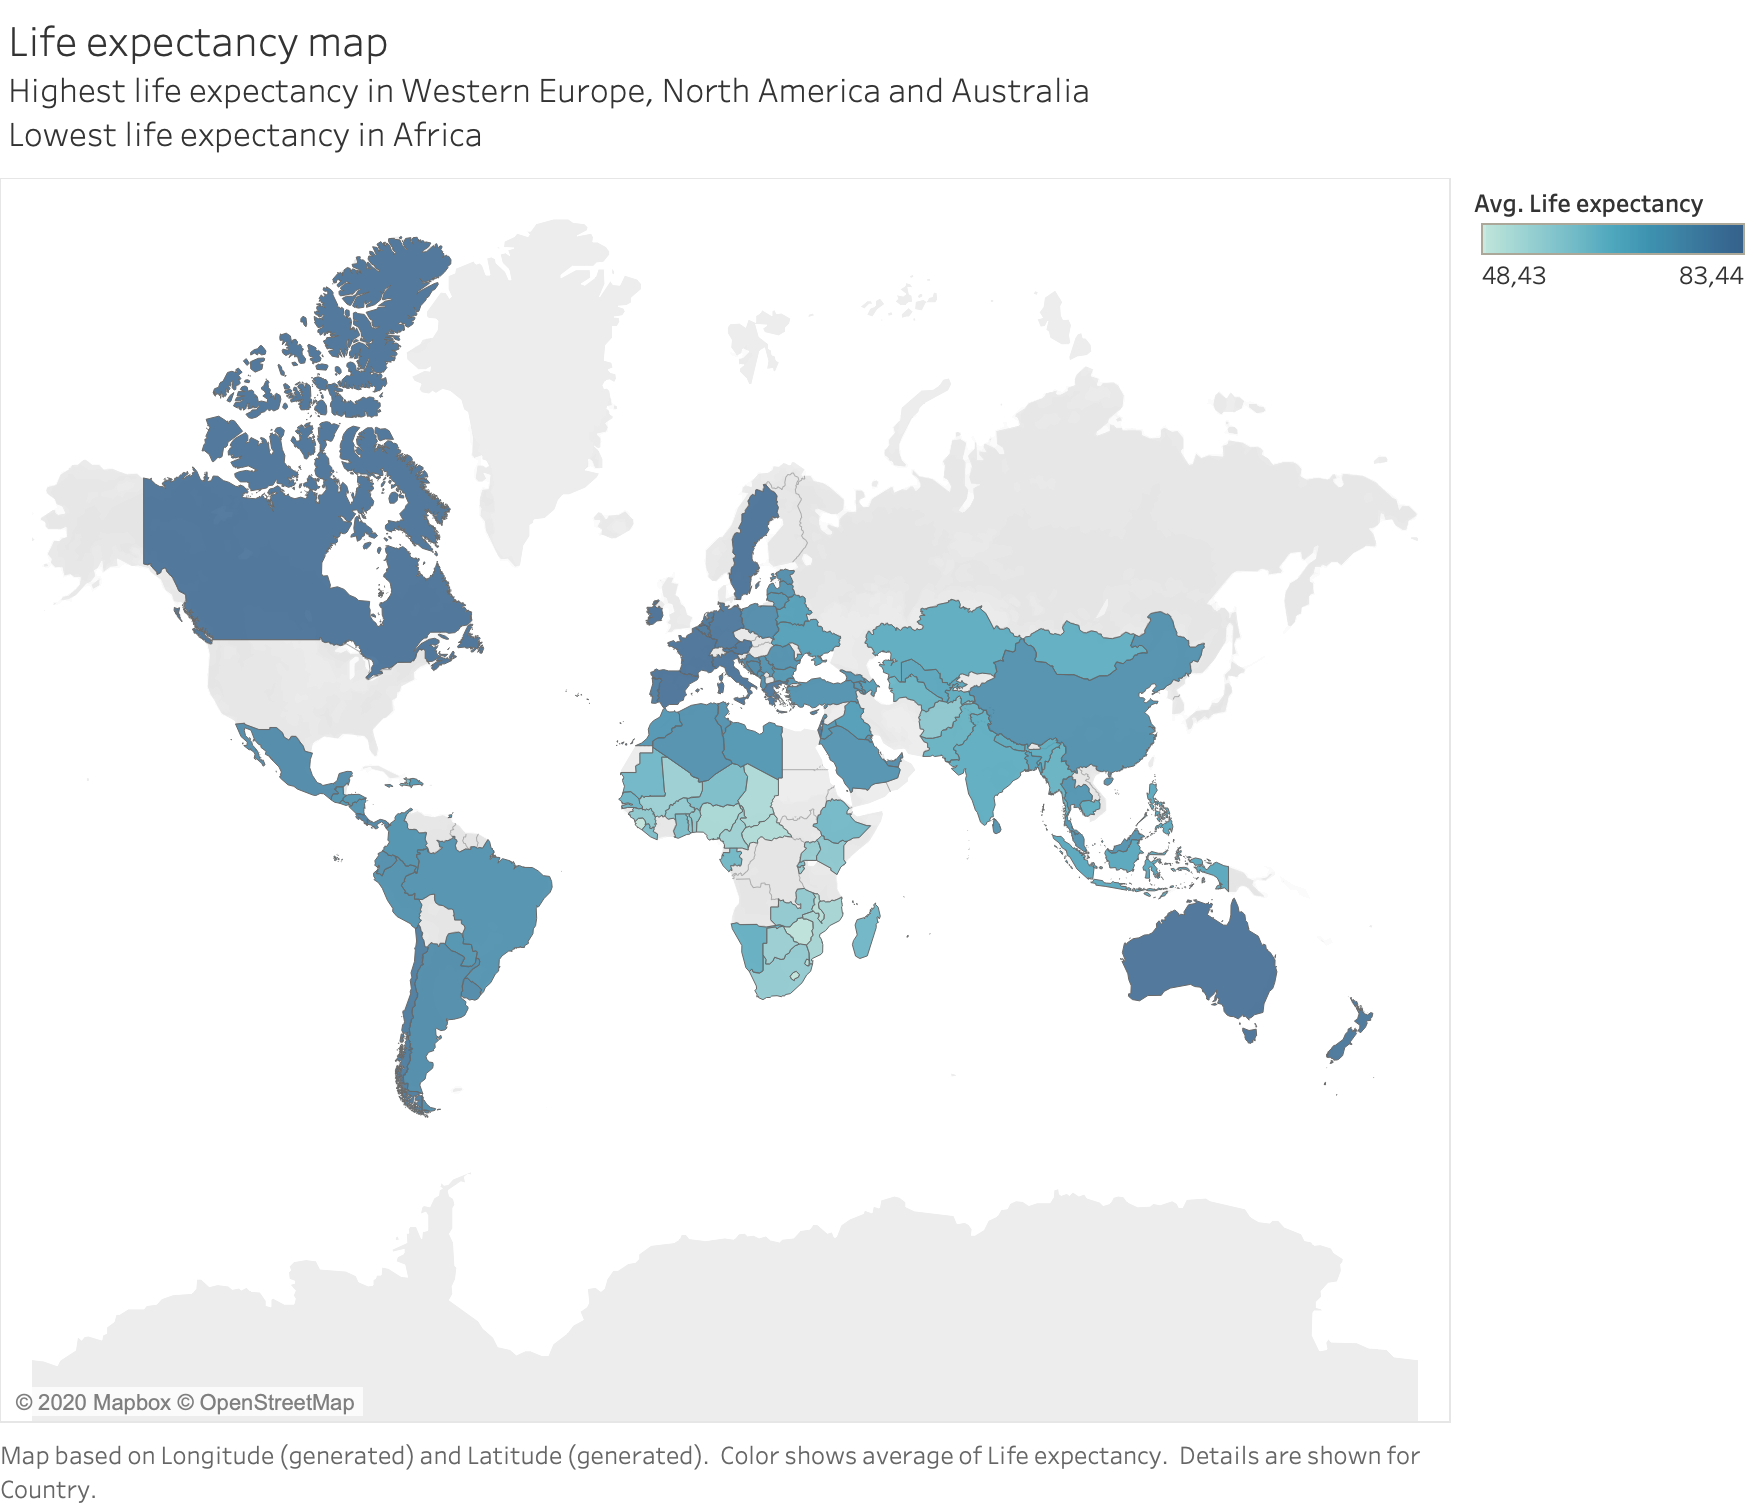 Life expectancy map
Highest life expectancy in Western Europe, North America and Australia
Lowest life expectancy in Africa
Avg. Life expectancy
48,43 83,44
© 2020 Mapbox © OpenStreetMap
Map based on Longitude (generated) and Latitude (generated). Color shows average of Life expectancy. Details are shown for
Country.